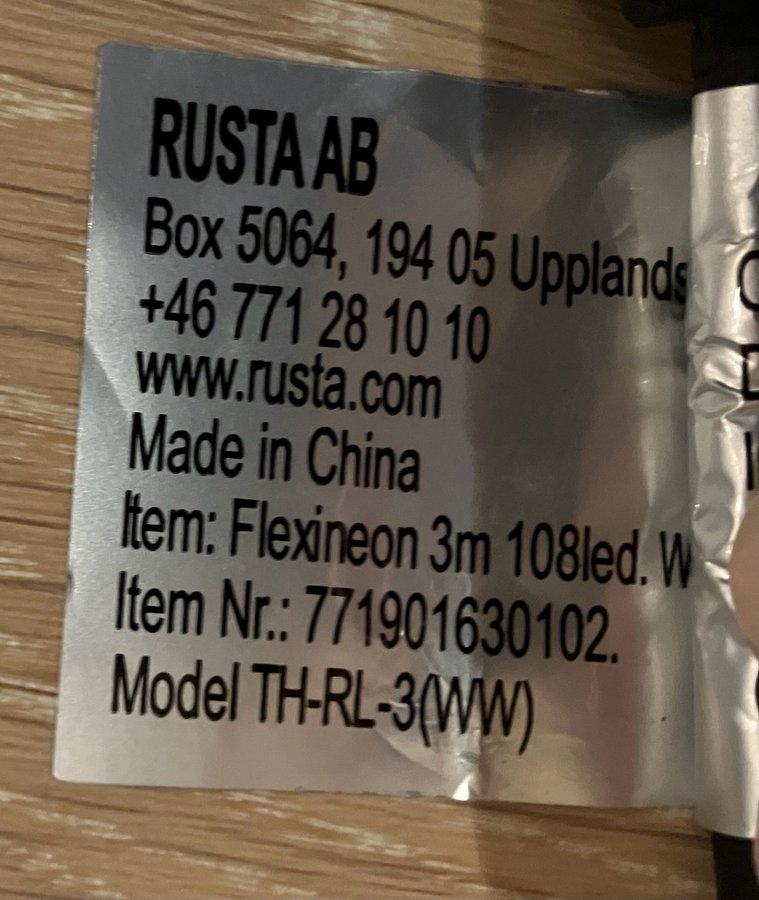 RUSTA AB
Box 5064, 194 05 Upplands
+46 771 28 10 10
www.rusta.com
Made in China
Item: Flexineon 3m 108led. W
Item Nr.: 771901630102.
Model TH-RL-3(WW)